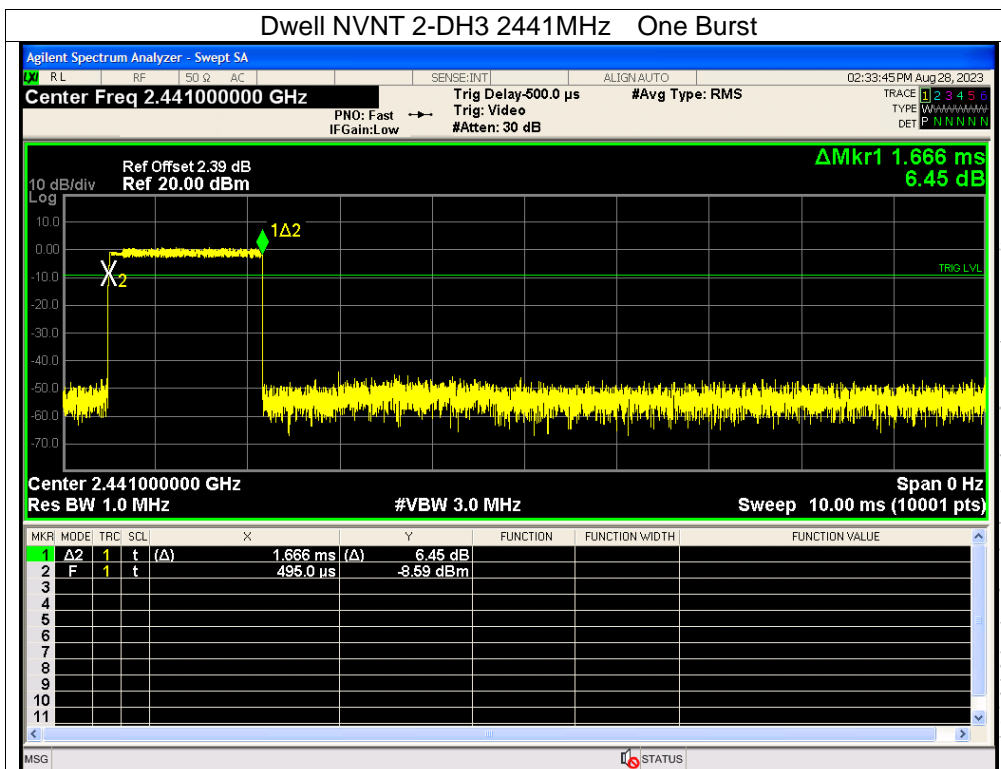 Dwell NVNT 2-DH3 2441MHz One Burst
Agilent Spectrum Analyzer - Swept SA
LXI RL RF 50 Ω AC SENSE:INT ALIGN AUTO 02:33:45 PM Aug 28, 2023
Center Freq 2.441000000 GHz
PNO: Fast
IFGain:Low
Trig Delay-500.0 µs
Trig: Video
#Atten: 30 dB
#Avg Type: RMS
TRACE 1 2 3 4 5 6
TYPE WWWWWW
DET P N N N N N
ΔMkr1 1.666 ms
6.45 dB
Ref Offset 2.39 dB
10 dB/div Ref 20.00 dBm
Log
10.0
0.00
-10.0
-20.0
-30.0
-40.0
-50.0
-60.0
-70.0
1Δ2
X2
TRIG LVL
Center 2.441000000 GHz Span 0 Hz
Res BW 1.0 MHz #VBW 3.0 MHz Sweep 10.00 ms (10001 pts)
MKR MODE TRC SCL X Y FUNCTION FUNCTION WIDTH FUNCTION VALUE
1 Δ2 1 t (Δ) 1.666 ms (Δ) 6.45 dB
2 F 1 t 495.0 µs -8.59 dBm
3
4
5
6
7
8
9
10
11
MSG STATUS